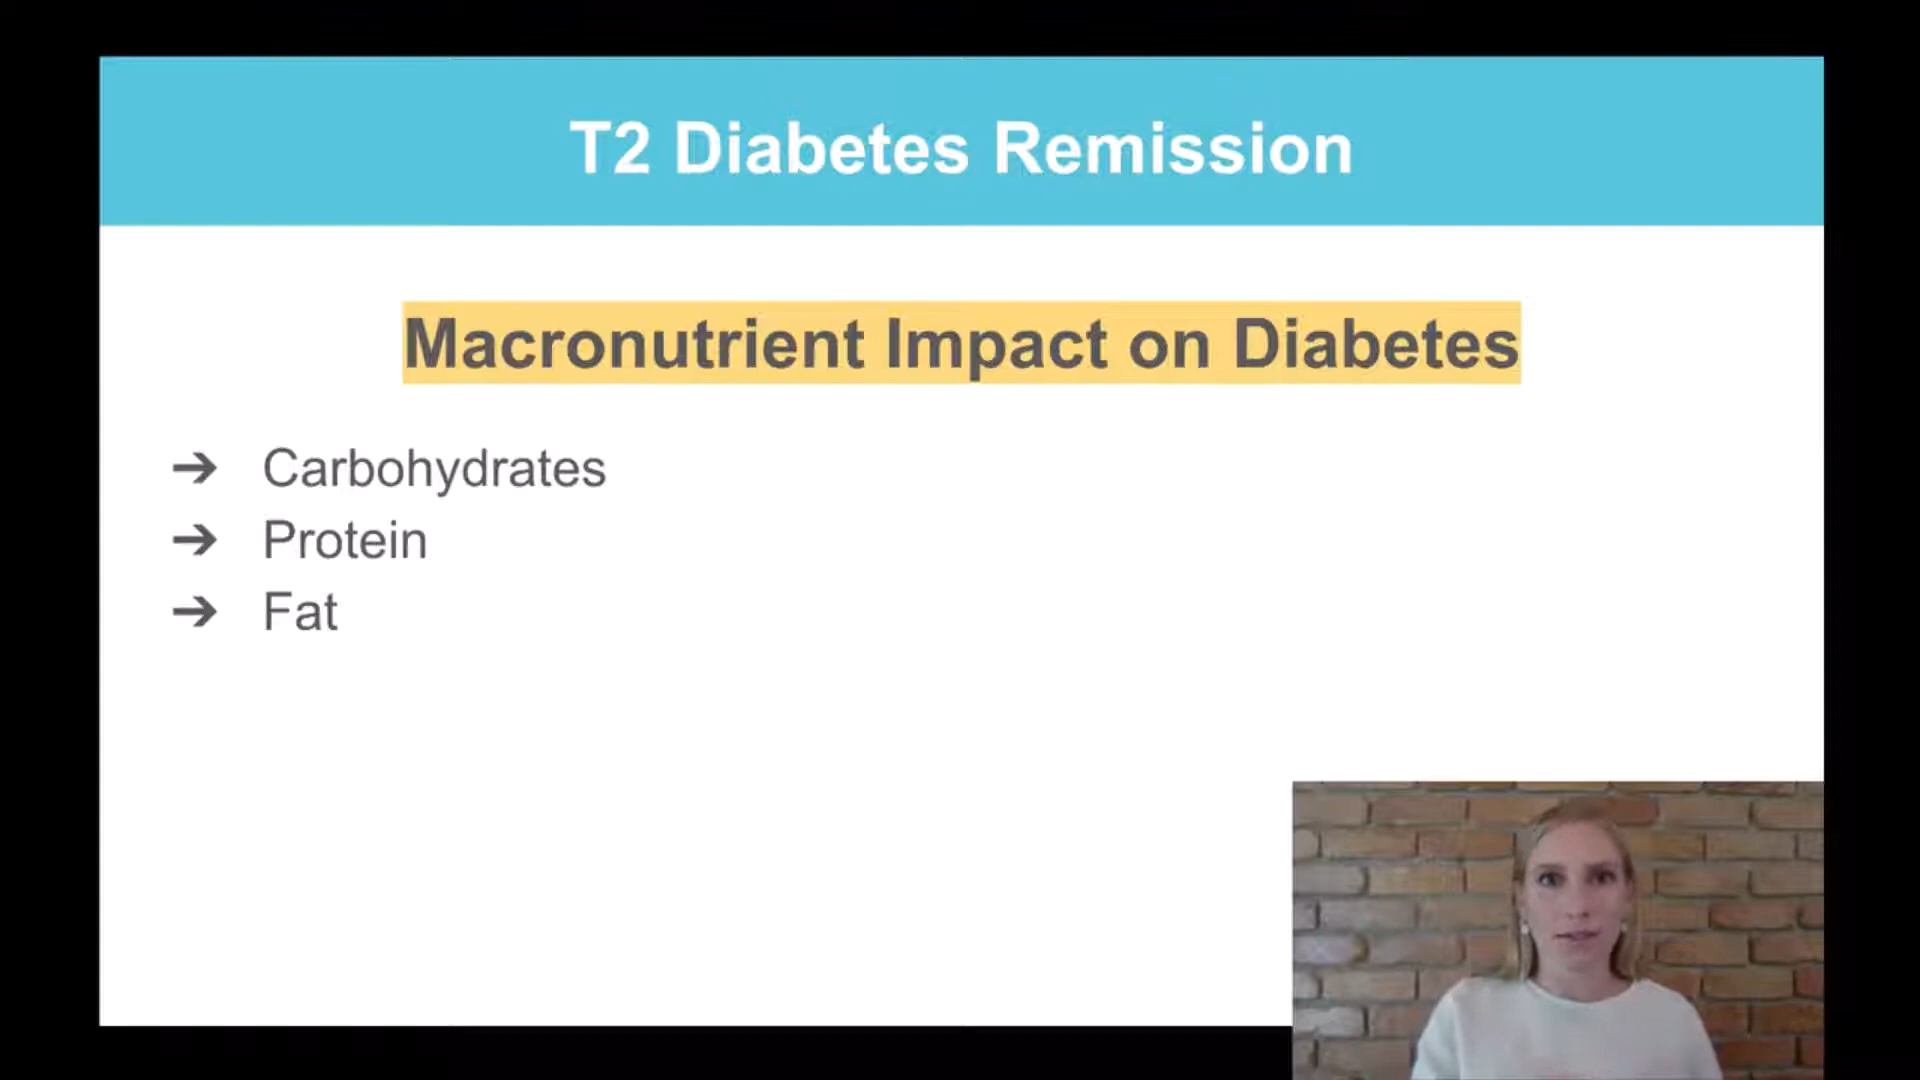 T2 Diabetes Remission
Macronutrient Impact on Diabetes
➔ Carbohydrates
➔ Protein
➔ Fat